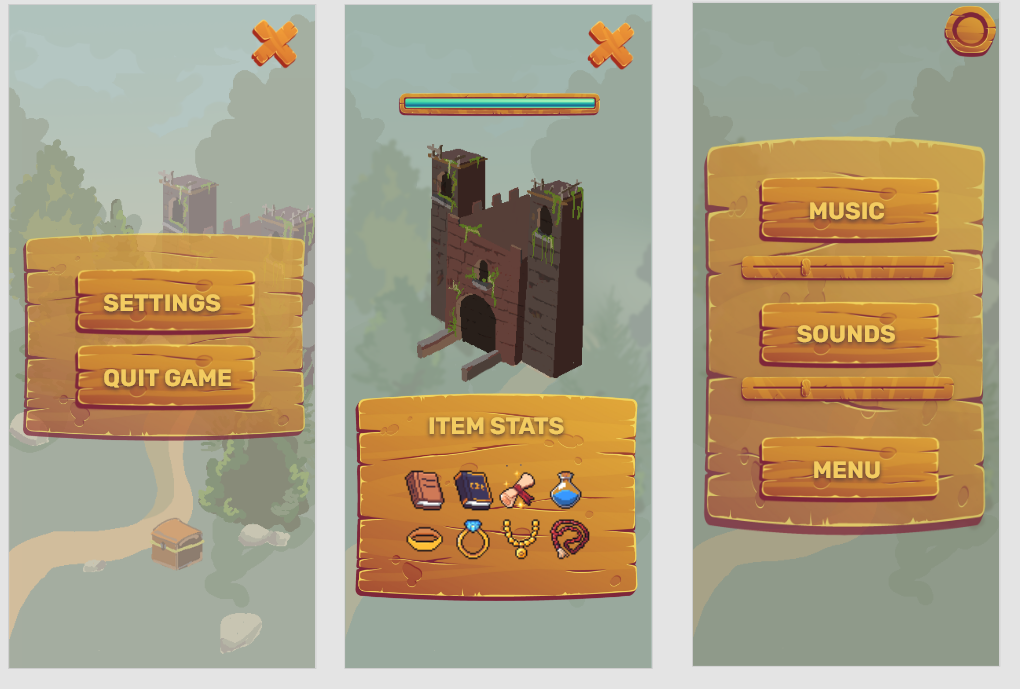 SETTINGS
QUIT GAME
ITEM STATS
MUSIC
SOUNDS
MENU